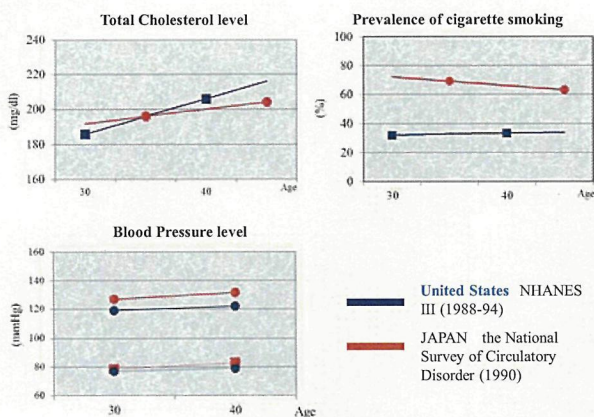 Total Cholesterol level
240
220
200
180
160
(mg/dl)
30
40
Age
Prevalence of cigarette smoking
100
80
60
40
20
0
(%)
30
40
Age
Blood Pressure level
160
140
120
100
80
60
(mmHg)
30
40
Age
United States NHANES
III (1988-94)
JAPAN the National
Survey of Circulatory
Disorder (1990)